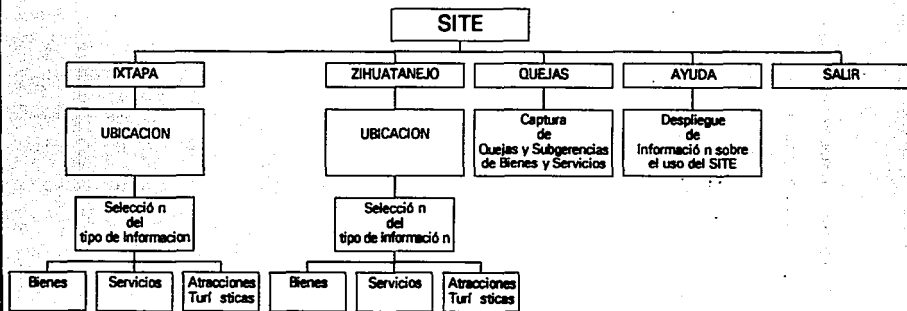 SITE
IXTAPA
ZIHUATANEJO
QUEJAS
AYUDA
SALIR
UBICACION
UBICACION
Captura
de
Quejas y Subgerencias
de Bienes y Servicios
Despliegue
de
Informació n sobre
el uso del SITE
Selecció n
del
tipo de Informacion
Selecció n
del
tipo de informació n
Bienes
Servicios
Atracciones
Turí sticas
Bienes
Servicios
Atracciones
Turí sticas